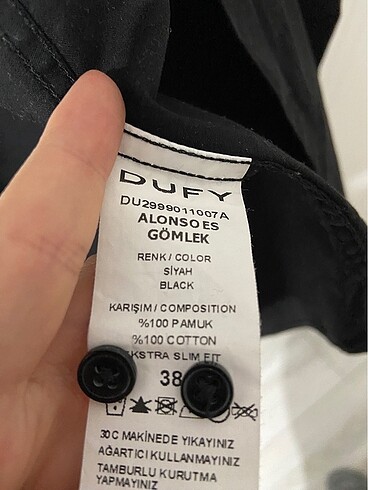 DUFY
DU2999011007A
ALONSO ES
GÖMLEK
RENK / COLOR
SİYAH
BLACK
KARIŞIM / COMPOSITION
%100 PAMUK
%100 COTTON
EKSTRA SLIM FIT
38
30 C MAKİNEDE YIKAYINIZ
AĞARTICI KULLANMAYINIZ
TAMBURLU KURUTMA
YAPMAYINIZ